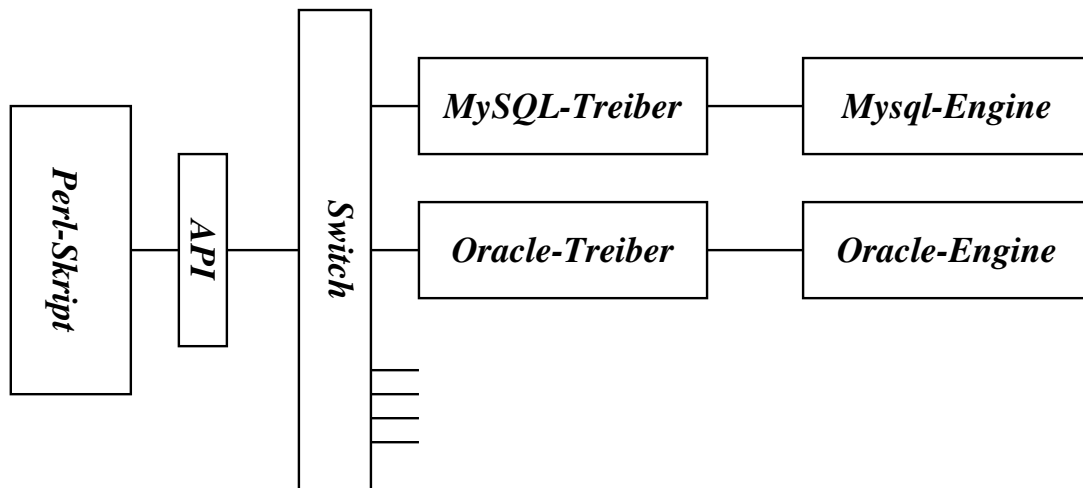 Perl-Skript
API
Switch
MySQL-Treiber
Mysql-Engine
Oracle-Treiber
Oracle-Engine